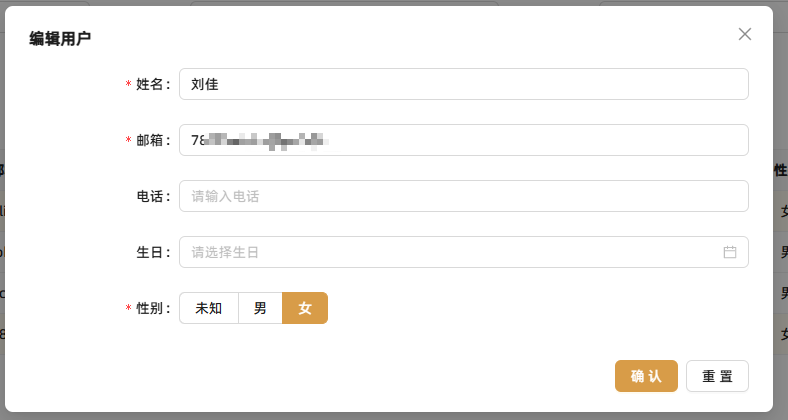 编辑用户
* 姓名：刘佳
* 邮箱：78
电话：请输入电话
生日：请选择生日
* 性别：未知 男 女
确认 重置
性
女
男
男
女